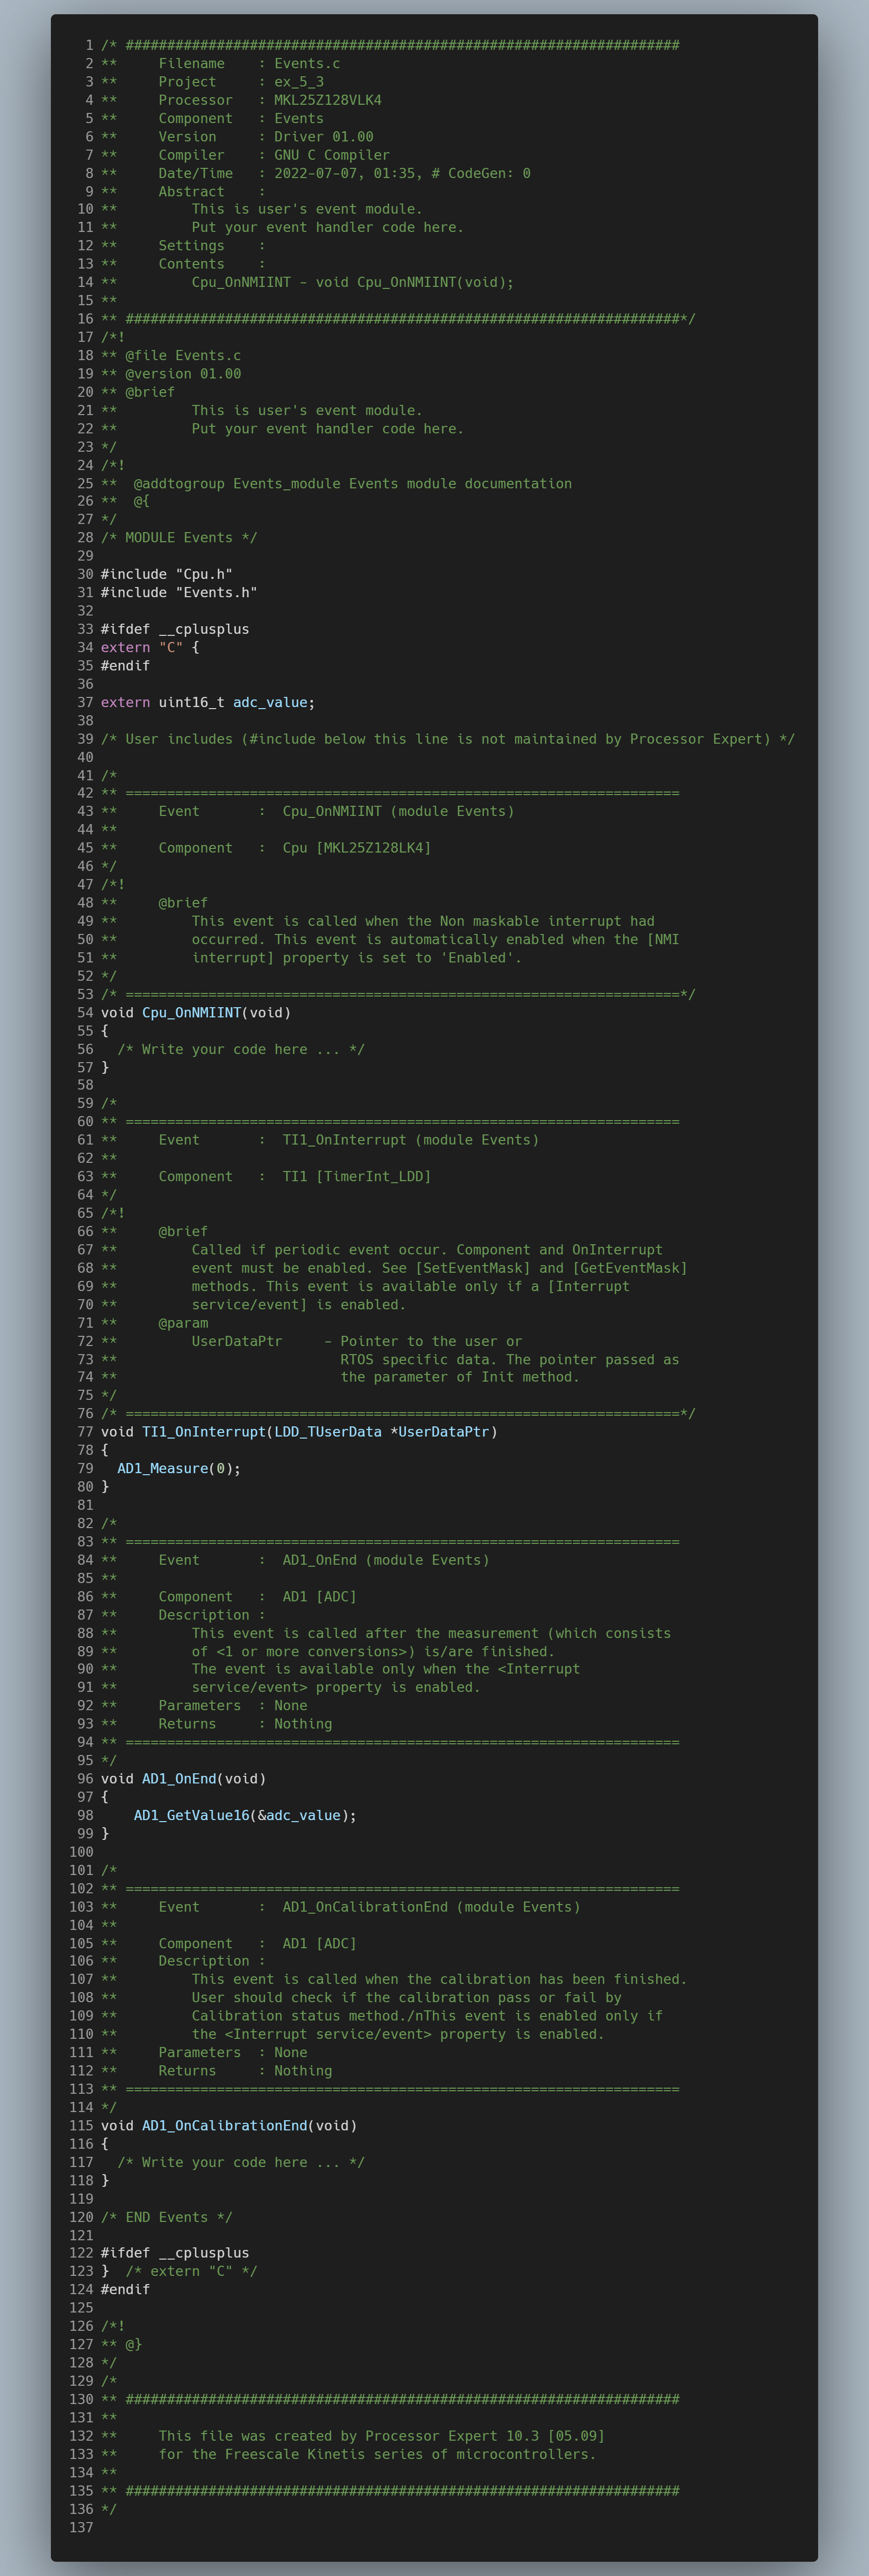 1 /* ###################################################################
2 **     Filename    : Events.c
3 **     Project     : ex_5_3
4 **     Processor   : MKL25Z128VLK4
5 **     Component   : Events
6 **     Version     : Driver 01.00
7 **     Compiler    : GNU C Compiler
8 **     Date/Time   : 2022-07-07, 01:35, # CodeGen: 0
9 **     Abstract    :
10 **         This is user's event module.
11 **         Put your event handler code here.
12 **     Settings    :
13 **     Contents    :
14 **         Cpu_OnNMIINT - void Cpu_OnNMIINT(void);
15 **
16 ** ###################################################################*/
17 /*!
18 ** @file Events.c
19 ** @version 01.00
20 ** @brief
21 **         This is user's event module.
22 **         Put your event handler code here.
23 */
24 /*!
25 **  @addtogroup Events_module Events module documentation
26 **  @{
27 */
28 /* MODULE Events */
29
30 #include "Cpu.h"
31 #include "Events.h"
32
33 #ifdef __cplusplus
34 extern "C" {
35 #endif
36
37 extern uint16_t adc_value;
38
39 /* User includes (#include below this line is not maintained by Processor Expert) */
40
41 /*
42 ** ===================================================================
43 **     Event       :  Cpu_OnNMIINT (module Events)
44 **
45 **     Component   :  Cpu [MKL25Z128LK4]
46 */
47 /*!
48 **     @brief
49 **         This event is called when the Non maskable interrupt had
50 **         occurred. This event is automatically enabled when the [NMI
51 **         interrupt] property is set to 'Enabled'.
52 */
53 /* ===================================================================*/
54 void Cpu_OnNMIINT(void)
55 {
56   /* Write your code here ... */
57 }
58
59 /*
60 ** ===================================================================
61 **     Event       :  TI1_OnInterrupt (module Events)
62 **
63 **     Component   :  TI1 [TimerInt_LDD]
64 */
65 /*!
66 **     @brief
67 **         Called if periodic event occur. Component and OnInterrupt
68 **         event must be enabled. See [SetEventMask] and [GetEventMask]
69 **         methods. This event is available only if a [Interrupt
70 **         service/event] is enabled.
71 **     @param
72 **         UserDataPtr     - Pointer to the user or
73 **                           RTOS specific data. The pointer passed as
74 **                           the parameter of Init method.
75 */
76 /* ===================================================================*/
77 void TI1_OnInterrupt(LDD_TUserData *UserDataPtr)
78 {
79   AD1_Measure(0);
80 }
81
82 /*
83 ** ===================================================================
84 **     Event       :  AD1_OnEnd (module Events)
85 **
86 **     Component   :  AD1 [ADC]
87 **     Description :
88 **         This event is called after the measurement (which consists
89 **         of <1 or more conversions>) is/are finished.
90 **         The event is available only when the <Interrupt
91 **         service/event> property is enabled.
92 **     Parameters  : None
93 **     Returns     : Nothing
94 ** ===================================================================
95 */
96 void AD1_OnEnd(void)
97 {
98     AD1_GetValue16(&adc_value);
99 }
100
101 /*
102 ** ===================================================================
103 **     Event       :  AD1_OnCalibrationEnd (module Events)
104 **
105 **     Component   :  AD1 [ADC]
106 **     Description :
107 **         This event is called when the calibration has been finished.
108 **         User should check if the calibration pass or fail by
109 **         Calibration status method./nThis event is enabled only if
110 **         the <Interrupt service/event> property is enabled.
111 **     Parameters  : None
112 **     Returns     : Nothing
113 ** ===================================================================
114 */
115 void AD1_OnCalibrationEnd(void)
116 {
117   /* Write your code here ... */
118 }
119
120 /* END Events */
121
122 #ifdef __cplusplus
123 }  /* extern "C" */
124 #endif
125
126 /*!
127 ** @}
128 */
129 /*
130 ** ###################################################################
131 **
132 **     This file was created by Processor Expert 10.3 [05.09]
133 **     for the Freescale Kinetis series of microcontrollers.
134 **
135 ** ###################################################################
136 */
137